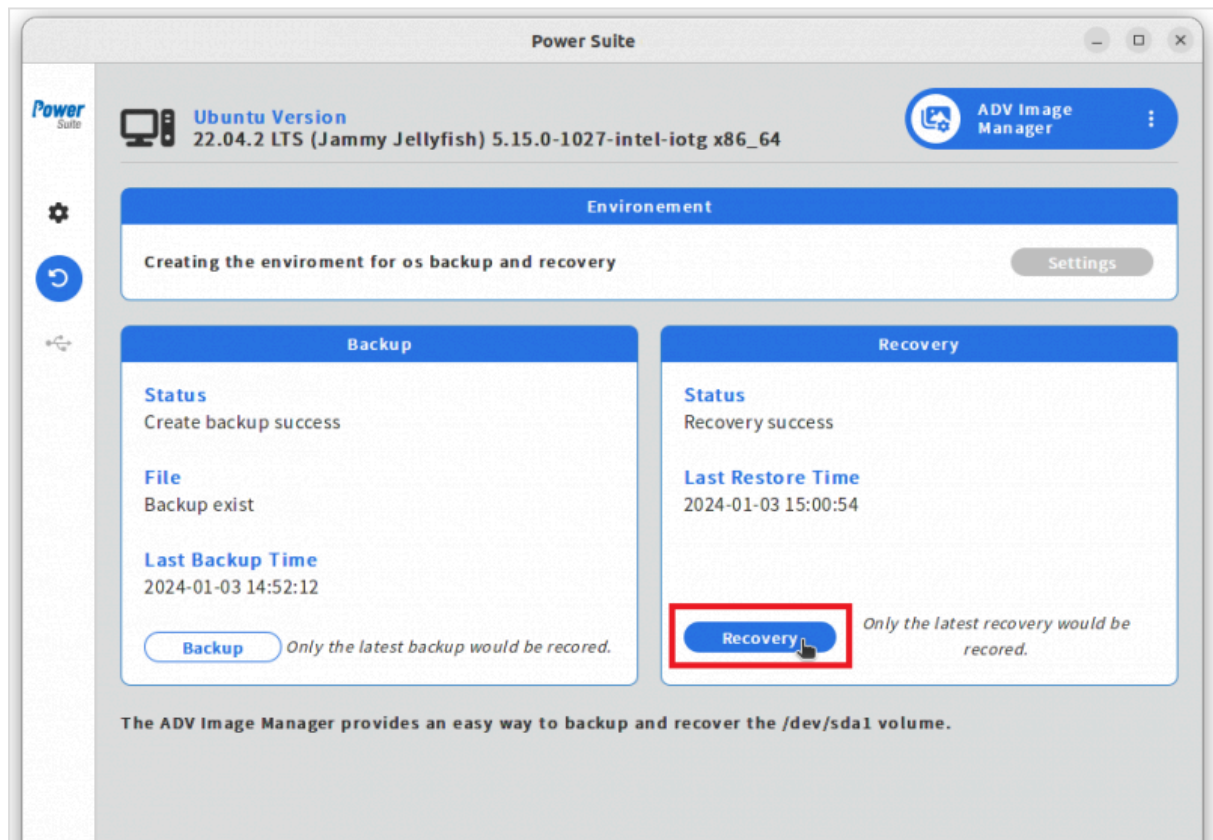 Power Suite
Power
Suite
Ubuntu Version
22.04.2 LTS (Jammy Jellyfish) 5.15.0-1027-intel-iotg x86_64
ADV Image
Manager
Environement
Creating the enviroment for os backup and recovery
Settings
Backup
Status
Create backup success
File
Backup exist
Last Backup Time
2024-01-03 14:52:12
Backup
Only the latest backup would be recored.
Recovery
Status
Recovery success
Last Restore Time
2024-01-03 15:00:54
Recovery
Only the latest recovery would be
recored.
The ADV Image Manager provides an easy way to backup and recover the /dev/sda1 volume.